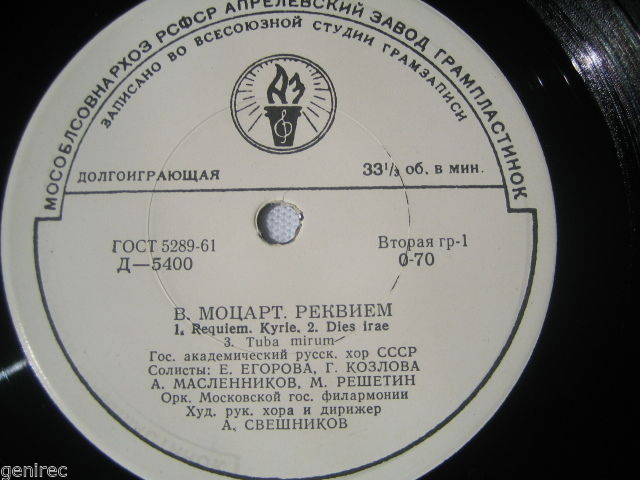 МОСОБЛСОВНАРХОЗ РСФСР АПРЕЛЕВСКИЙ ЗАВОД ГРАМПЛАСТИНОК
ЗАПИСАНО ВО ВСЕСОЮЗНОЙ СТУДИИ ГРАМЗАПИСИ
АЗ
ДОЛГОИГРАЮЩАЯ 33⅓ об. в мин.
ГОСТ 5289-61 Вторая гр-1
Д—5400 0-70
В. МОЦАРТ. РЕКВИЕМ
1. Requiem. Kyrie. 2. Dies irae
3. Tuba mirum
Гос. академический русск. хор СССР
Солисты: Е. ЕГОРОВА, Г. КОЗЛОВА
А. МАСЛЕННИКОВ, М. РЕШЕТИН
Орк. Московской гос. филармонии
Худ. рук. хора и дирижер
А. СВЕШНИКОВ
genirec